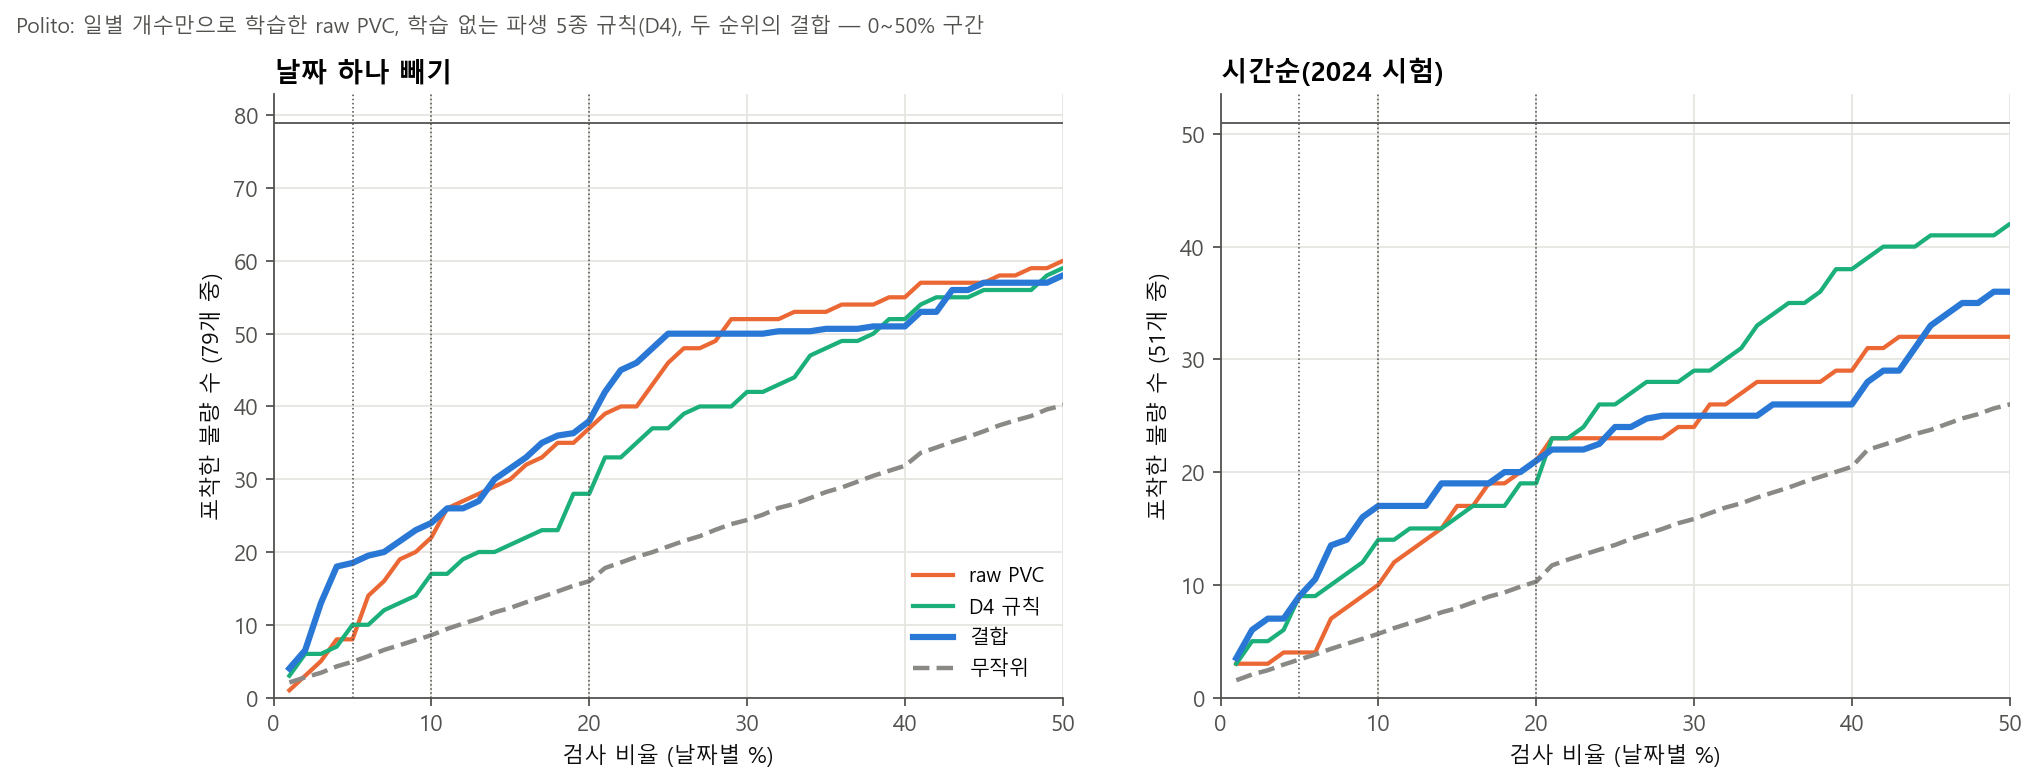 Polito: 일별 개수만으로 학습한 raw PVC, 학습 없는 파생 5종 규칙(D4), 두 순위의 결합 — 0~50% 구간
날짜 하나 빼기
포착한 불량 수 (79개 중)
80
70
60
50
40
30
20
10
0
0 10 20 30 40 50
검사 비율 (날짜별 %)
raw PVC
D4 규칙
결합
무작위
시간순(2024 시험)
포착한 불량 수 (51개 중)
50
40
30
20
10
0
0 10 20 30 40 50
검사 비율 (날짜별 %)